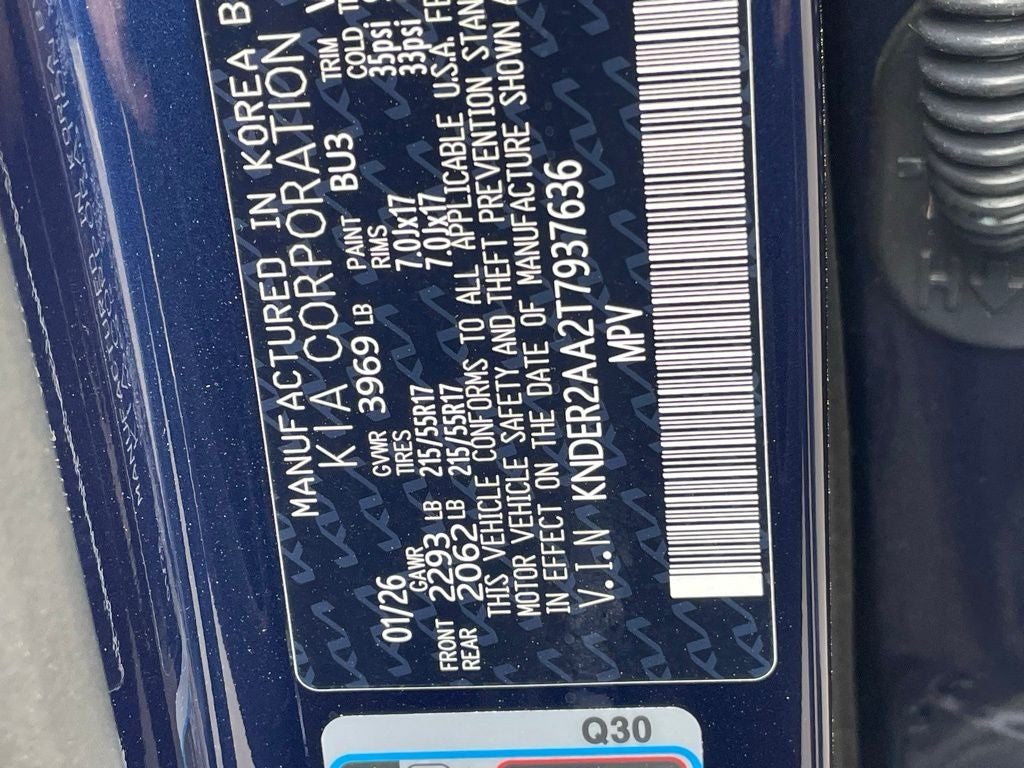 MANUFACTURED IN KOREA B
KIA CORPORATION
01/26 GVWR 3969 LB PAINT BU3 TRIM
GAWR TIRES RIMS COLD
FRONT 2293 LB 215/55R17 7.0Jx17 35psi
REAR 2062 LB 215/55R17 7.0Jx17 33psi
THIS VEHICLE CONFORMS TO ALL APPLICABLE U.S.A. FE
MOTOR VEHICLE SAFETY AND THEFT PREVENTION STAN
IN EFFECT ON THE DATE OF MANUFACTURE SHOWN A
V.I.N KNDER2AA2T7937636
MPV
Q30